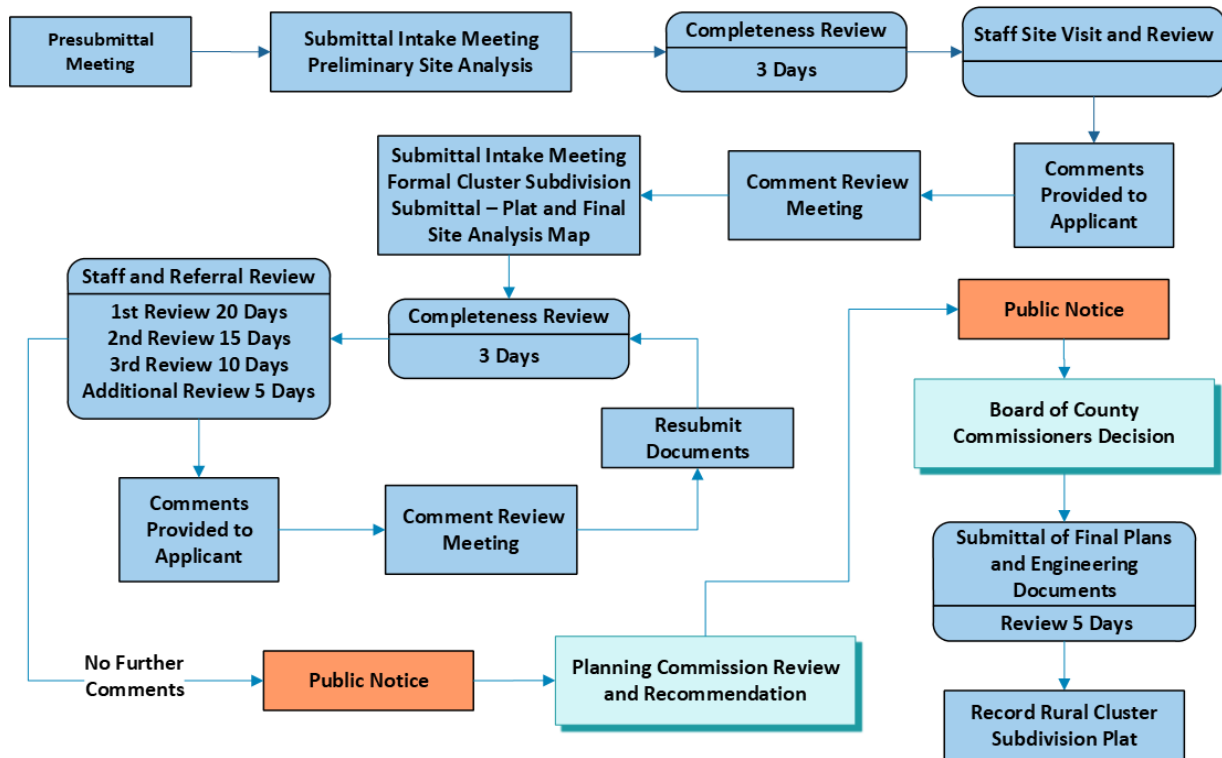 Presubmittal
Meeting
Submittal Intake Meeting
Preliminary Site Analysis
Completeness Review
3 Days
Staff Site Visit and Review
Comments
Provided to
Applicant
Comment Review
Meeting
Submittal Intake Meeting
Formal Cluster Subdivision
Submittal – Plat and Final
Site Analysis Map
Completeness Review
3 Days
Staff and Referral Review
1st Review 20 Days
2nd Review 15 Days
3rd Review 10 Days
Additional Review 5 Days
Comments
Provided to
Applicant
Comment Review
Meeting
Resubmit
Documents
No Further
Comments
Public Notice
Planning Commission Review
and Recommendation
Public Notice
Board of County
Commissioners Decision
Submittal of Final Plans
and Engineering
Documents
Review 5 Days
Record Rural Cluster
Subdivision Plat